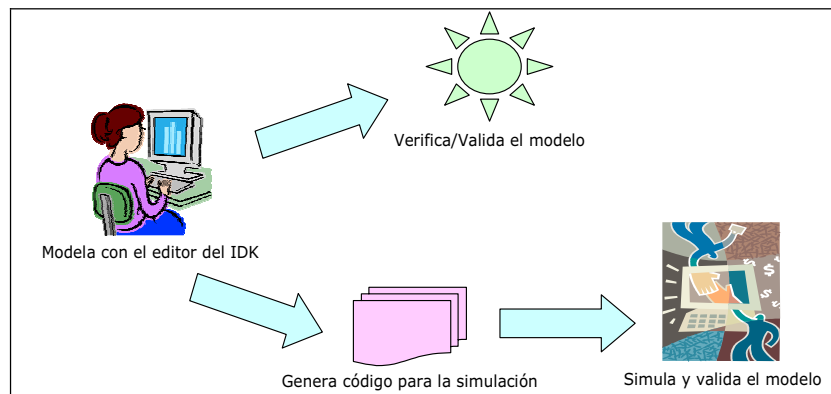 Verifica/Valida el modelo
Modela con el editor del IDK
Genera código para la simulación
Simula y valida el modelo